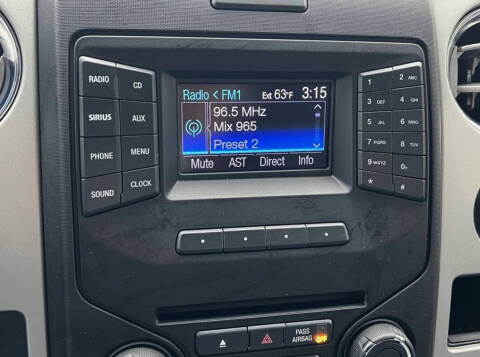 RADIO CD
SIRIUS AUX
PHONE MENU
SOUND CLOCK
Radio < FM1 Ext 63°F 3:15
96.5 MHz
Mix 965
Preset 2
Mute AST Direct Info
1 2 ABC
3 DEF 4 GHI
5 JKL 6 MNO
7 PQRS 8 TUV
9 WXYZ 0
* #
PASS AIRBAG OFF